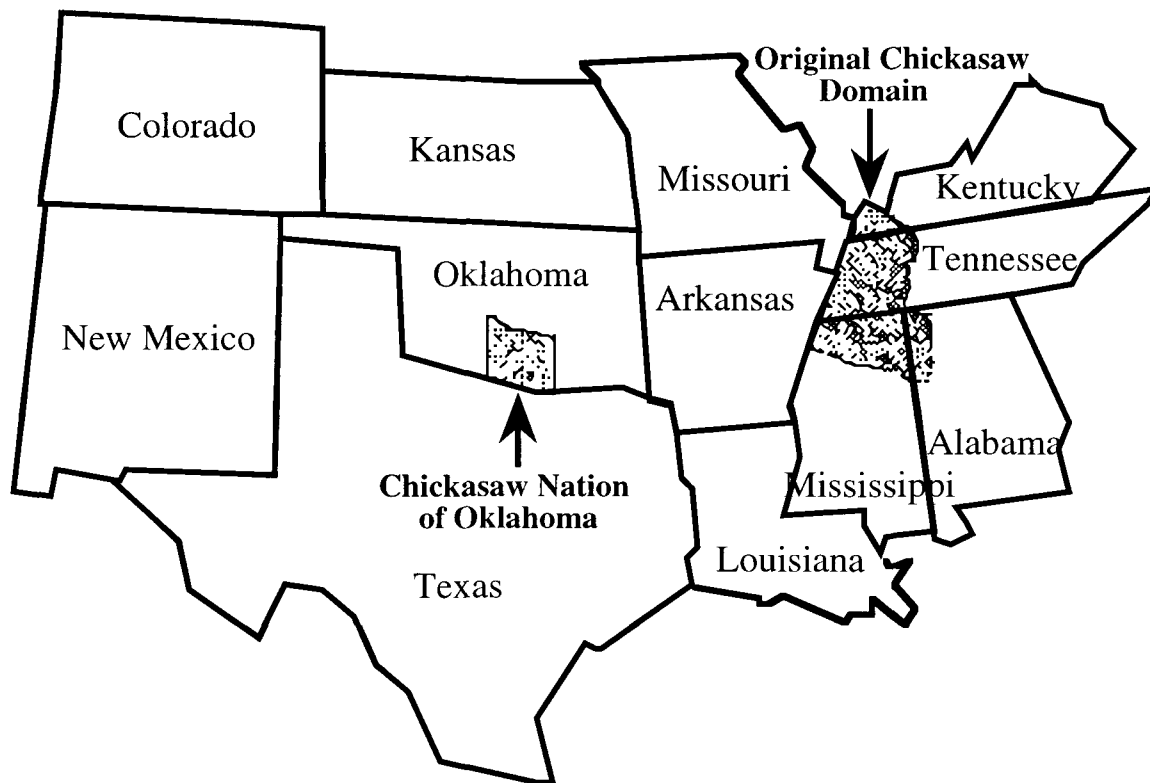 Original Chickasaw
Domain
Colorado
Kansas
Missouri
Kentucky
Oklahoma
Tennessee
Arkansas
New Mexico
Alabama
Mississippi
Chickasaw Nation
of Oklahoma
Louisiana
Texas